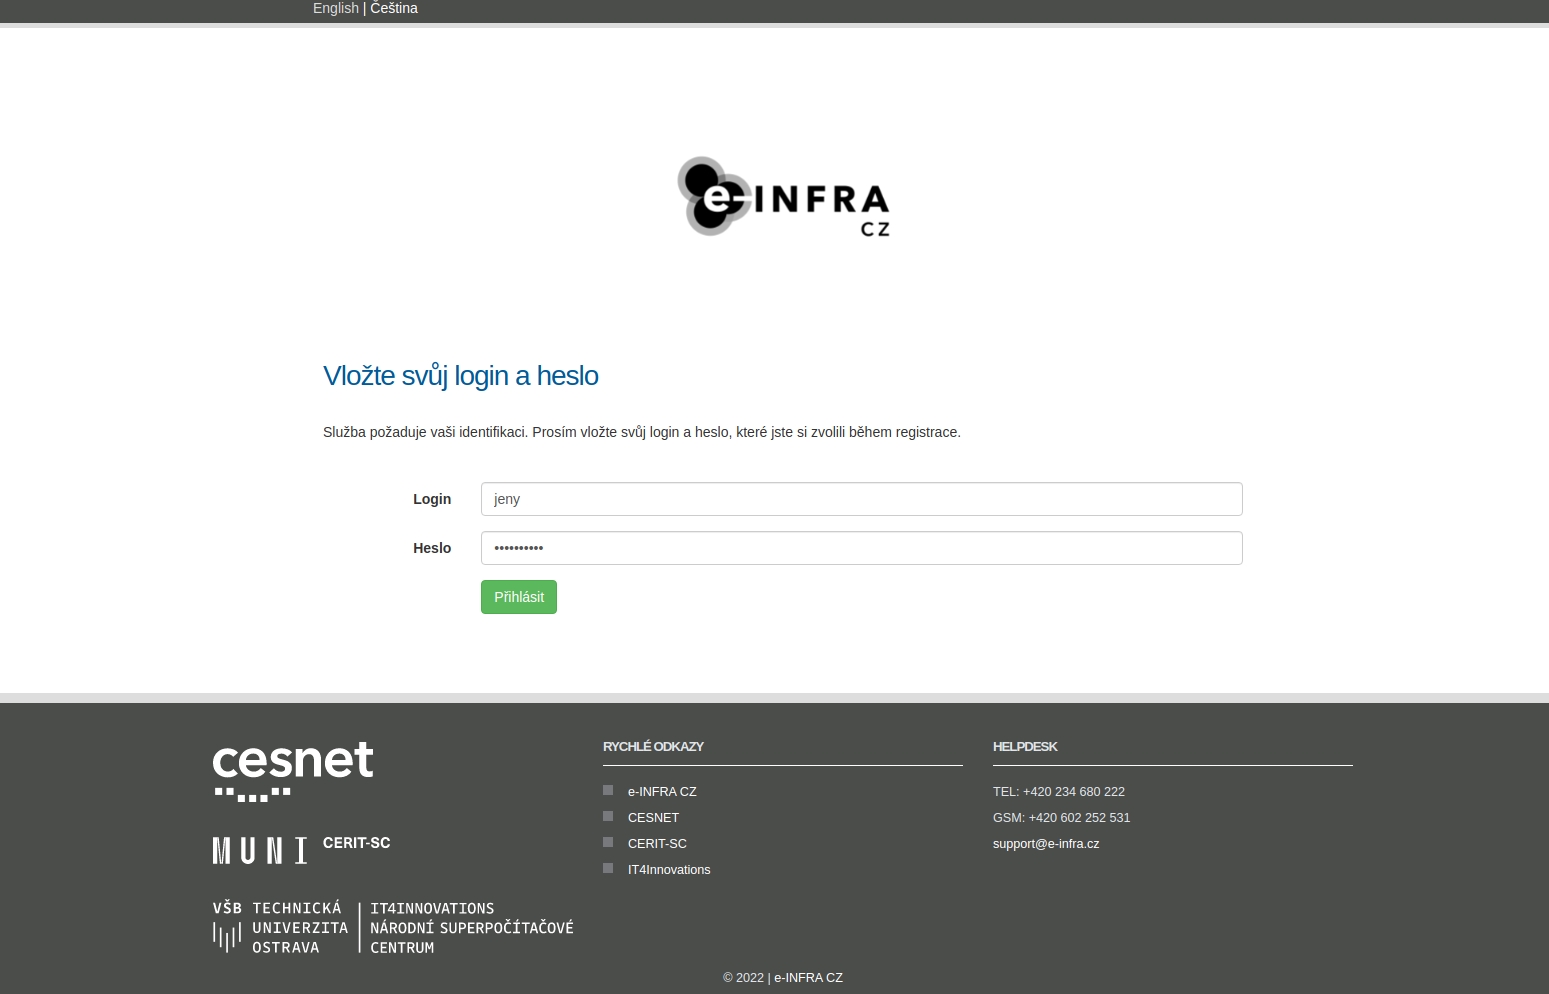 English | Čeština
e-INFRA
CZ
Vložte svůj login a heslo
Služba požaduje vaši identifikaci. Prosím vložte svůj login a heslo, které jste si zvolili během registrace.
Login
jeny
Heslo
••••••••••
Přihlásit
cesnet
MUNI CERIT-SC
VŠB TECHNICKÁ
UNIVERZITA
OSTRAVA
IT4INNOVATIONS
NÁRODNÍ SUPERPOČÍTAČOVÉ
CENTRUM
RYCHLÉ ODKAZY
e-INFRA CZ
CESNET
CERIT-SC
IT4Innovations
HELPDESK
TEL: +420 234 680 222
GSM: +420 602 252 531
support@e-infra.cz
© 2022 | e-INFRA CZ